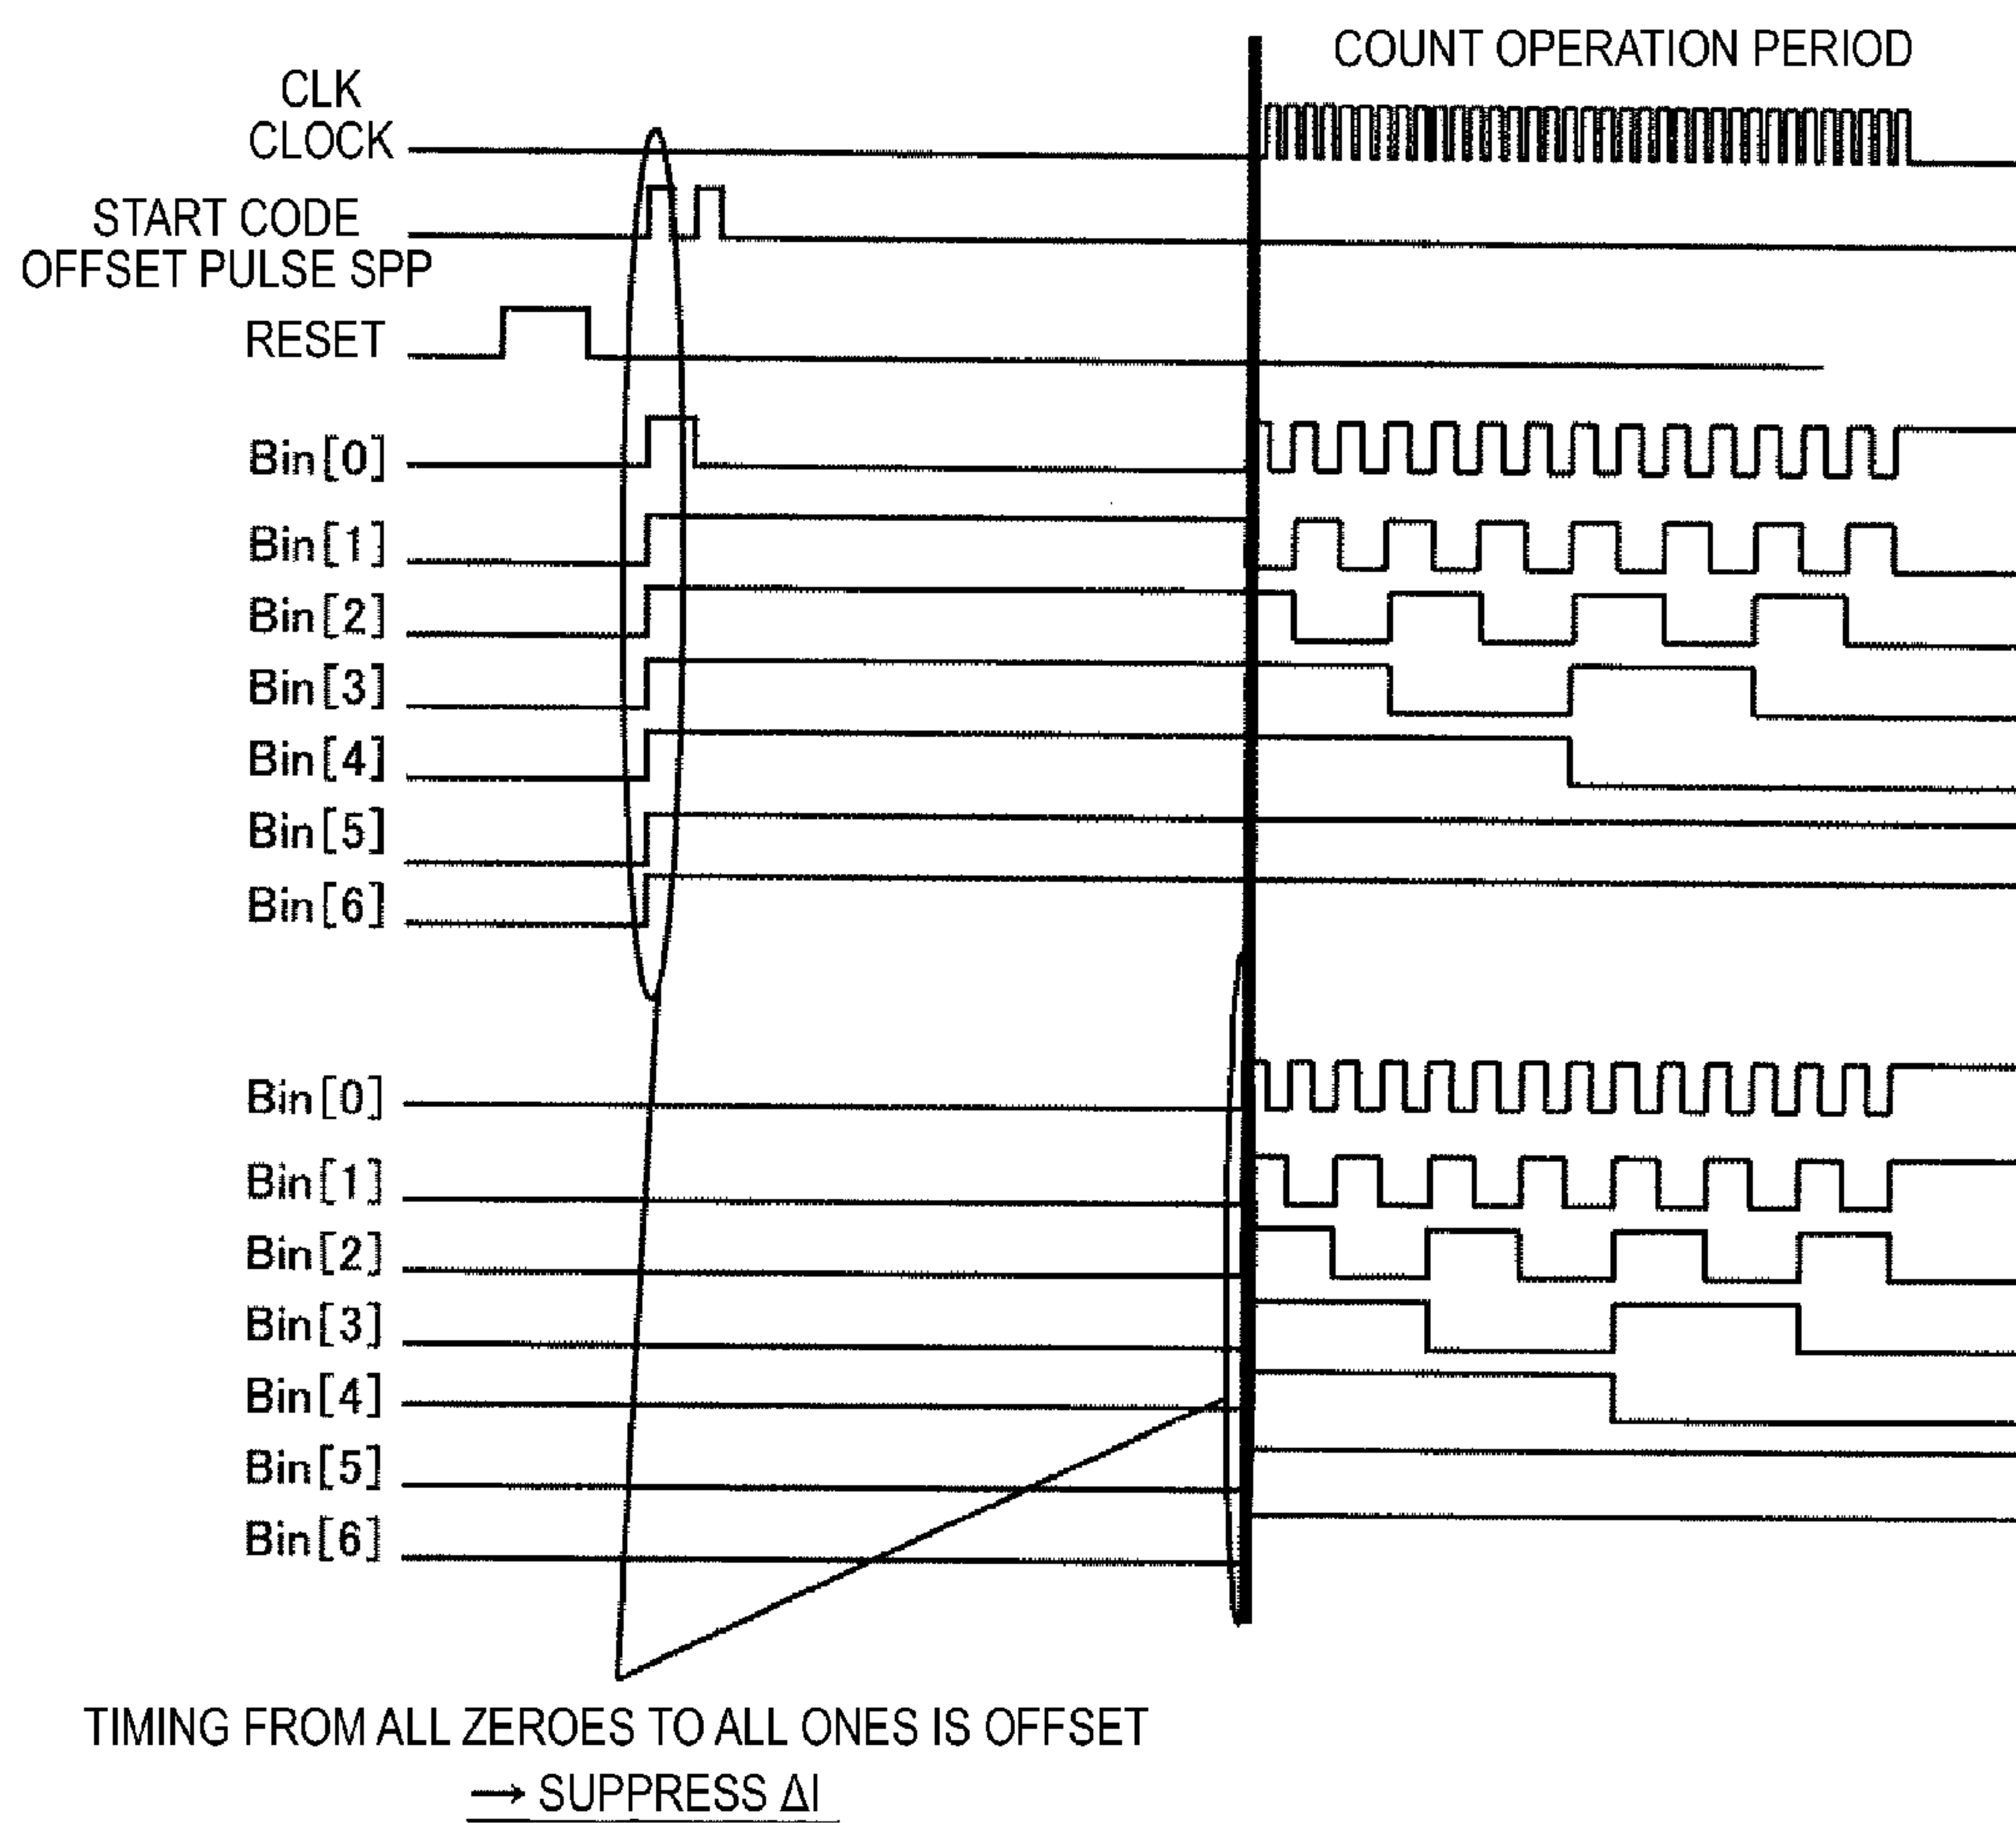 COUNT OPERATION PERIOD
CLK
CLOCK
START CODE
OFFSET PULSE SPP
RESET
Bin[0]
Bin[1]
Bin[2]
Bin[3]
Bin[4]
Bin[5]
Bin[6]
Bin[0]
Bin[1]
Bin[2]
Bin[3]
Bin[4]
Bin[5]
Bin[6]
TIMING FROM ALL ZEROES TO ALL ONES IS OFFSET
→ SUPPRESS ΔI